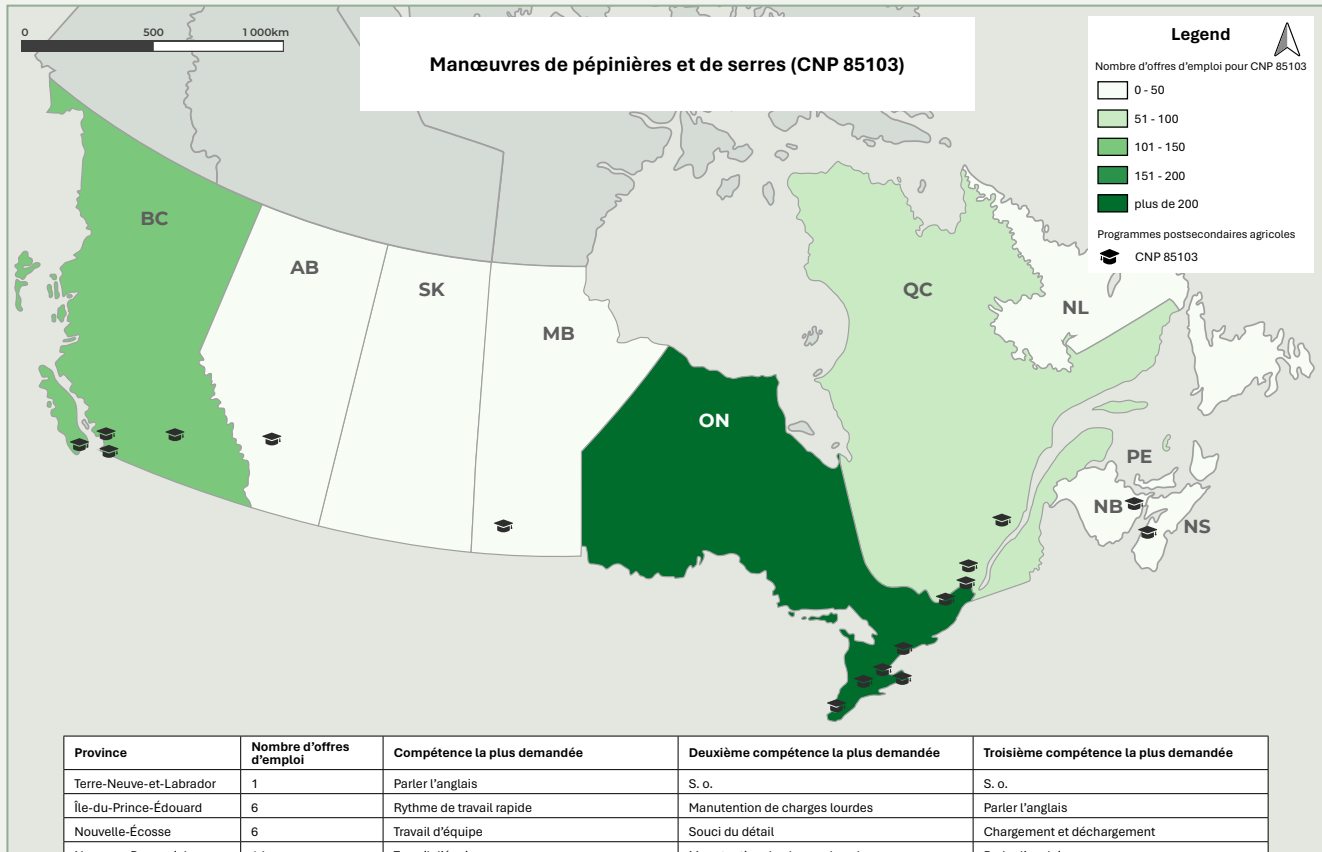 0 500 1 000km
Manœuvres de pépinières et de serres (CNP 85103)
Legend
Nombre d'offres d'emploi pour CNP 85103
0 - 50
51 - 100
101 - 150
151 - 200
plus de 200
Programmes postsecondaires agricoles
CNP 85103
BC
AB
SK
MB
ON
QC
NL
PE
NB
NS
Province
Nombre d'offres
d'emploi
Compétence la plus demandée
Deuxième compétence la plus demandée
Troisième compétence la plus demandée
Terre-Neuve-et-Labrador 1 Parler l'anglais S. o. S. o.
Île-du-Prince-Édouard 6 Rythme de travail rapide Manutention de charges lourdes Parler l'anglais
Nouvelle-Écosse 6 Travail d'équipe Souci du détail Chargement et déchargement